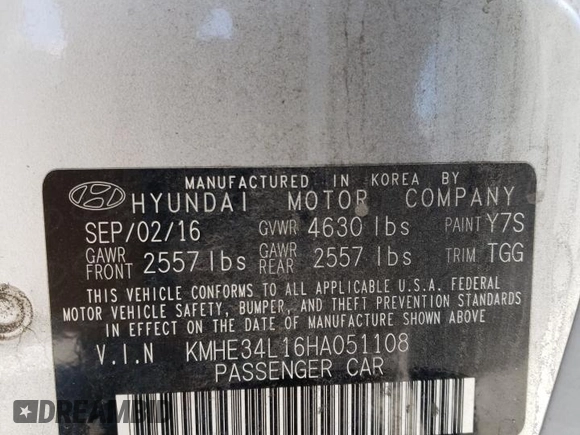 MANUFACTURED IN KOREA BY
HYUNDAI MOTOR COMPANY
SEP/02/16 GVWR 4630 lbs PAINT Y7S
GAWR FRONT 2557 lbs GAWR REAR 2557 lbs TRIM TGG
THIS VEHICLE CONFORMS TO ALL APPLICABLE U.S.A. FEDERAL
MOTOR VEHICLE SAFETY, BUMPER, AND THEFT PREVENTION STANDARDS
IN EFFECT ON THE DATE OF MANUFACTURE SHOWN ABOVE.
V.I.N KMHE34L16HA051108
PASSENGER CAR
DREAMBID